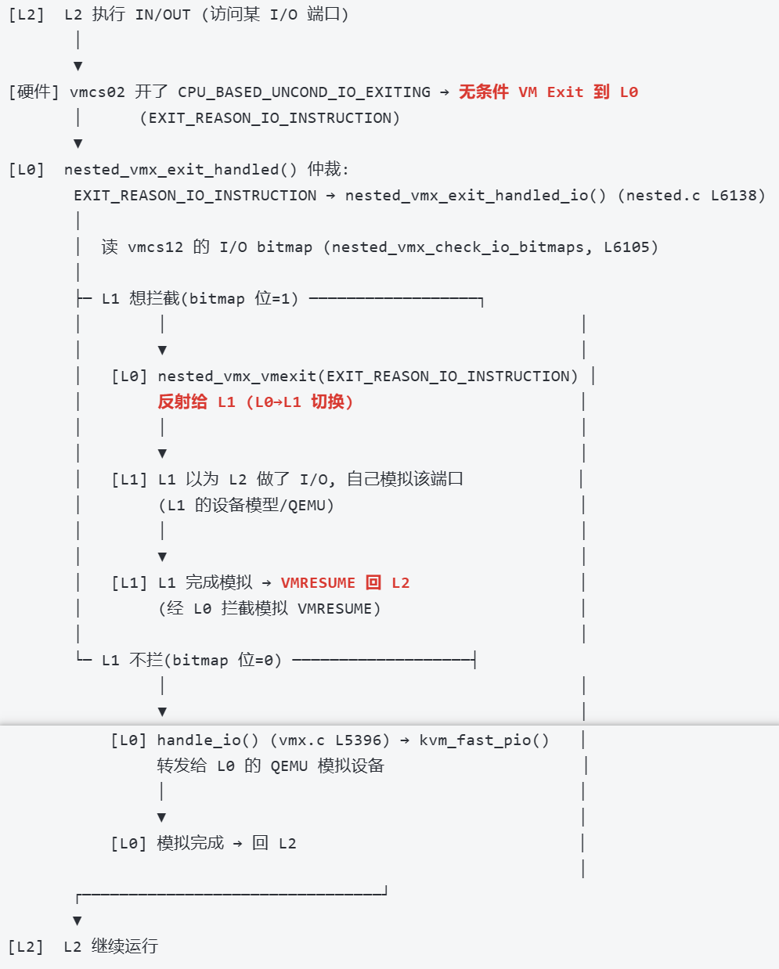 [L2] L2 执行 IN/OUT (访问某 I/O 端口)
[硬件] vmcs02 开了 CPU_BASED_UNCOND_IO_EXITING → 无条件 VM Exit 到 L0
(EXIT_REASON_IO_INSTRUCTION)
[L0] nested_vmx_exit_handled() 仲裁:
EXIT_REASON_IO_INSTRUCTION → nested_vmx_exit_handled_io() (nested.c L6138)
读 vmcs12 的 I/O bitmap (nested_vmx_check_io_bitmaps, L6105)
L1 想拦截(bitmap 位=1)
[L0] nested_vmx_vmexit(EXIT_REASON_IO_INSTRUCTION)
反射给 L1 (L0→L1 切换)
[L1] L1 以为 L2 做了 I/O, 自己模拟该端口
(L1 的设备模型/QEMU)
[L1] L1 完成模拟 → VMRESUME 回 L2
(经 L0 拦截模拟 VMRESUME)
L1 不拦(bitmap 位=0)
[L0] handle_io() (vmx.c L5396) → kvm_fast_pio()
转发给 L0 的 QEMU 模拟设备
[L0] 模拟完成 → 回 L2
[L2] L2 继续运行